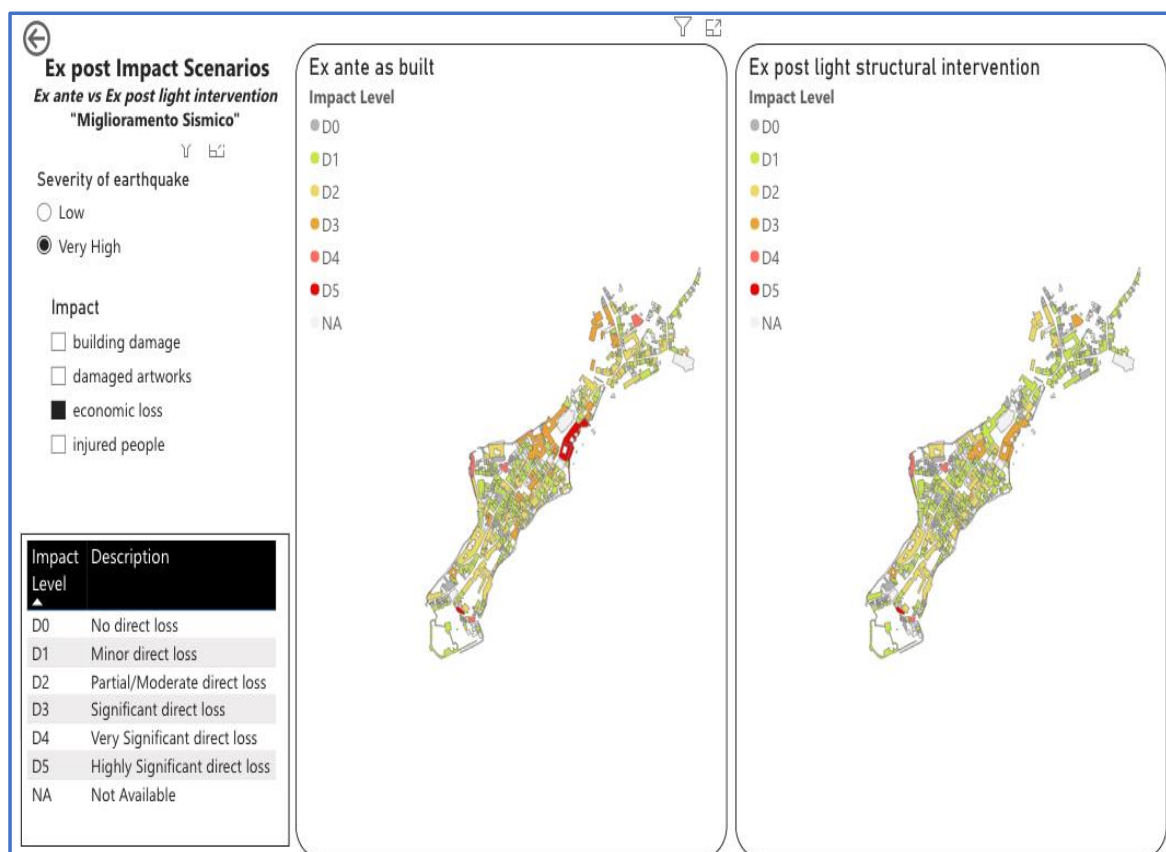 Ex post Impact Scenarios
Ex ante vs Ex post light intervention
"Miglioramento Sismico"
Severity of earthquake
Low
Very High
Impact
building damage
damaged artworks
economic loss
injured people
Impact Level Description
D0 No direct loss
D1 Minor direct loss
D2 Partial/Moderate direct loss
D3 Significant direct loss
D4 Very Significant direct loss
D5 Highly Significant direct loss
NA Not Available
Ex ante as built
Impact Level
D0
D1
D2
D3
D4
D5
NA
Ex post light structural intervention
Impact Level
D0
D1
D2
D3
D4
D5
NA